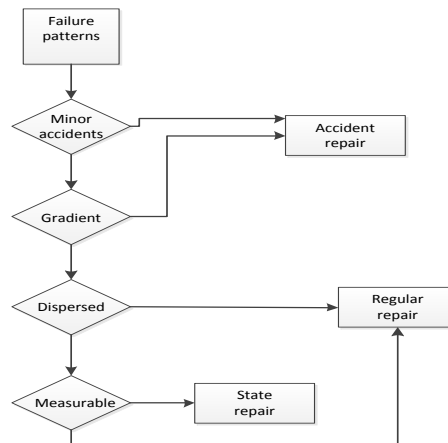 Failure
patterns
Minor
accidents
Accident
repair
Gradient
Dispersed
Regular
repair
Measurable
State
repair